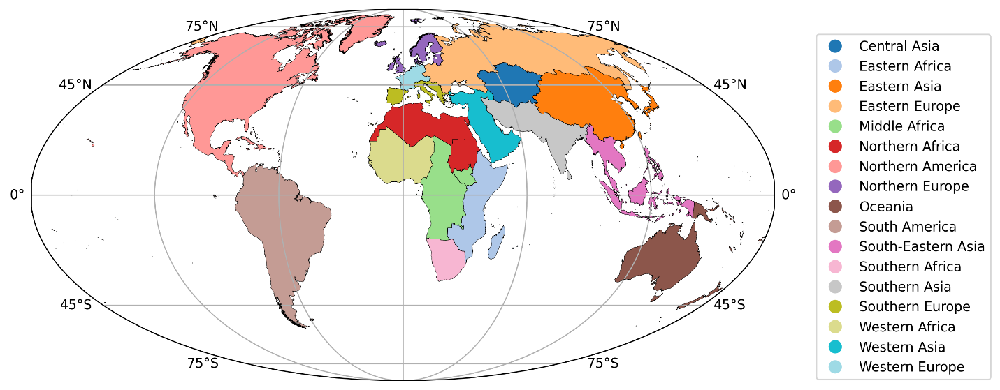 75°N 75°N
45°N 45°N
0° 0°
45°S 45°S
75°S 75°S
Central Asia
Eastern Africa
Eastern Asia
Eastern Europe
Middle Africa
Northern Africa
Northern America
Northern Europe
Oceania
South America
South-Eastern Asia
Southern Africa
Southern Asia
Southern Europe
Western Africa
Western Asia
Western Europe